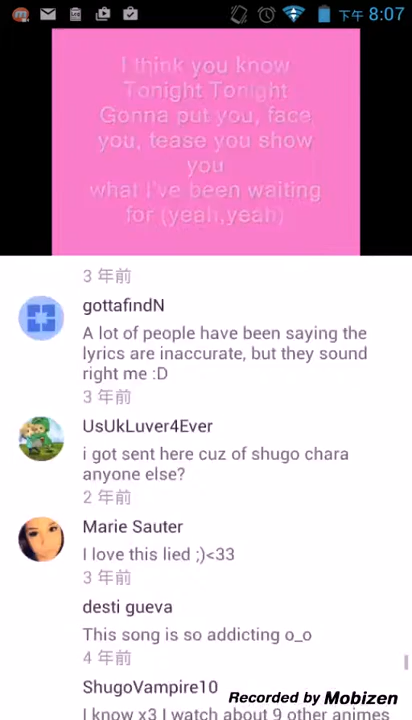 下午 8:07
I think you know
Tonight Tonight
Gonna put you, face
you, tease you show
you
what I've been waiting
for (yeah,yeah)
3 年前
gottafindN
A lot of people have been saying the
lyrics are inaccurate, but they sound
right me :D
3 年前
UsUkLuver4Ever
i got sent here cuz of shugo chara
anyone else?
2 年前
Marie Sauter
I love this lied ;)<33
3 年前
desti gueva
This song is so addicting o_o
4 年前
ShugoVampire10
I know x3 I watch about 9 other animes
Recorded by Mobizen